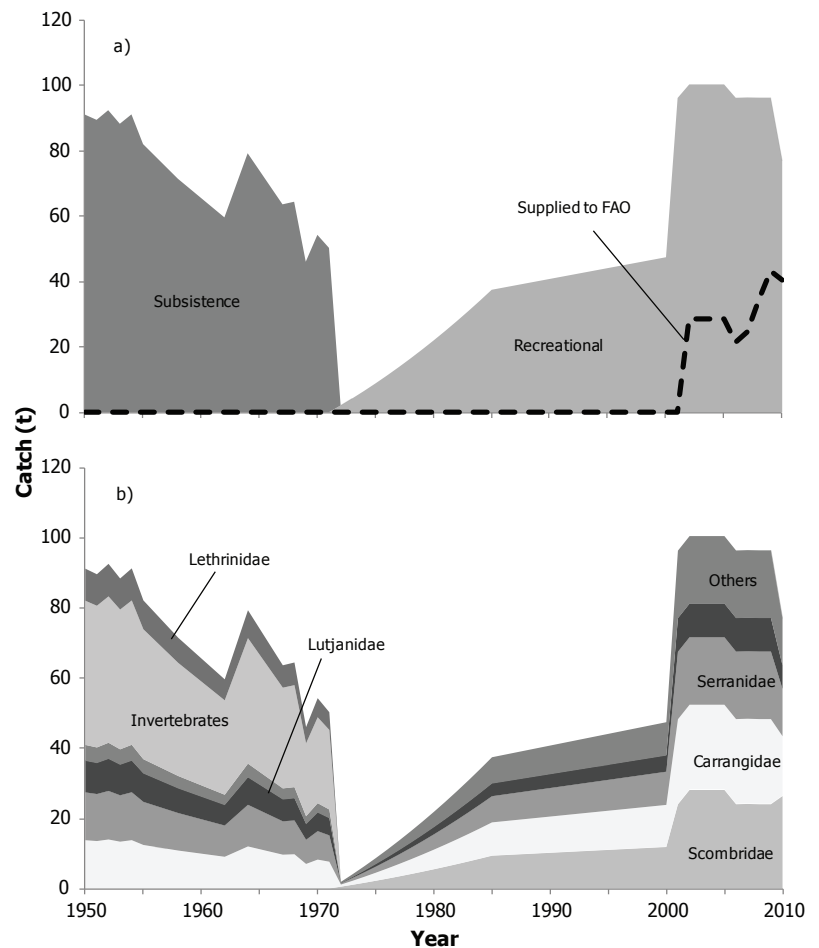 120
a)
100
80
Supplied to FAO
60
40
Subsistence
Recreational
20
0
Catch (t)
120
b)
100
Lethrinidae
Others
80
Lutjanidae
60
Serranidae
Invertebrates
40
Carrangidae
20
Scombridae
0
1950 1960 1970 1980 1990 2000 2010
Year